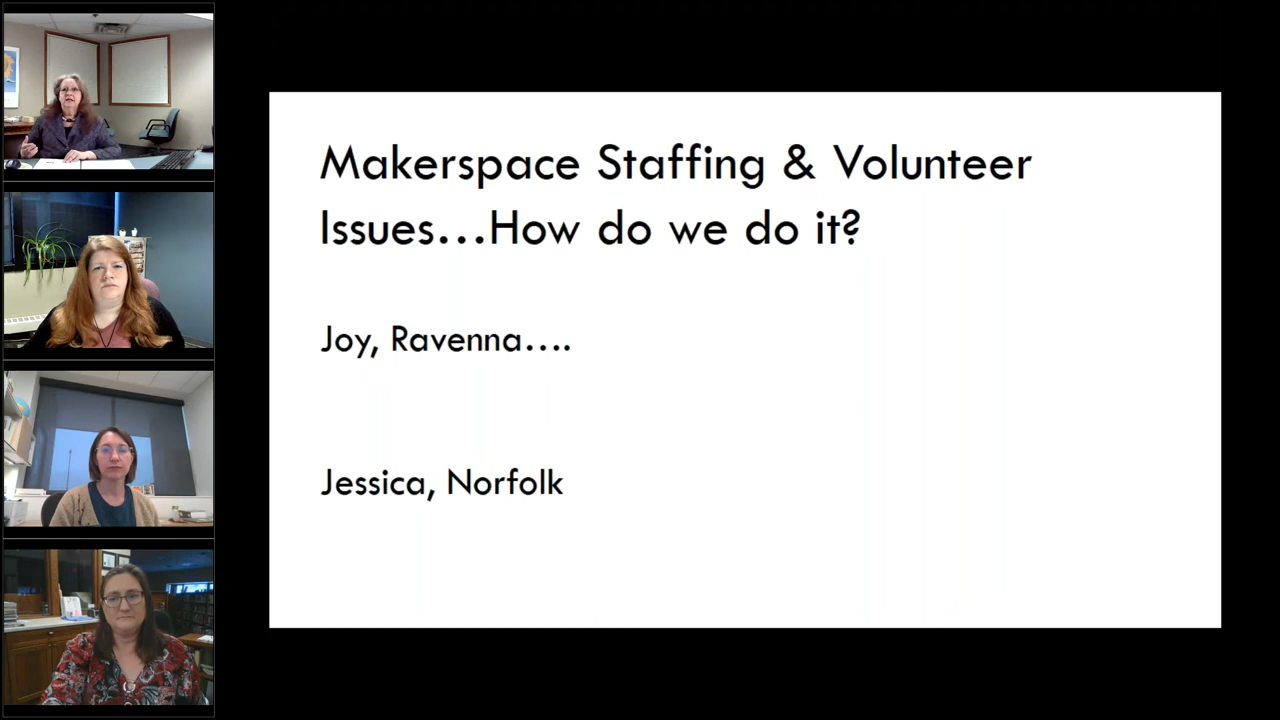 Makerspace Staffing & Volunteer
Issues...How do we do it?
Joy, Ravenna....
Jessica, Norfolk